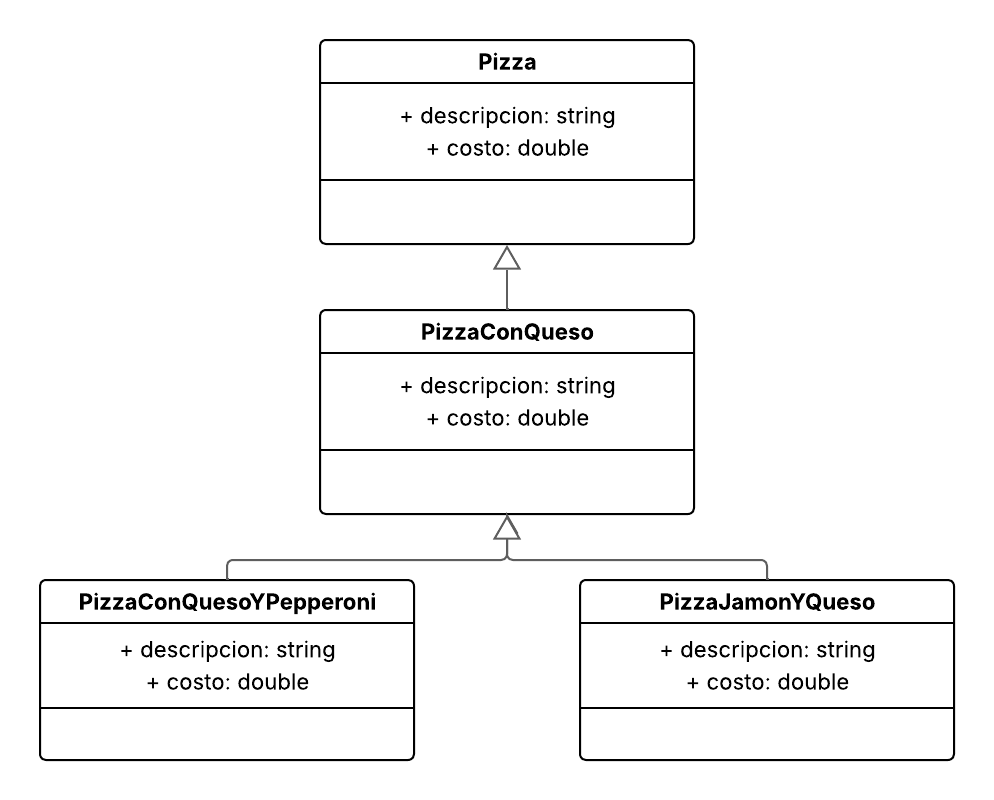 Pizza
+ descripcion: string
+ costo: double
PizzaConQueso
+ descripcion: string
+ costo: double
PizzaConQuesoYPepperoni
+ descripcion: string
+ costo: double
PizzaJamonYQueso
+ descripcion: string
+ costo: double